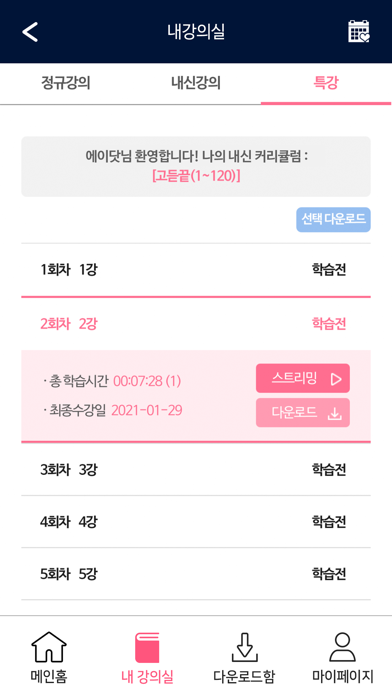 내강의실
정규강의 내신강의 특강
에이닷님 환영합니다! 나의 내신 커리큘럼 :
[고듣끝(1~120)]
선택 다운로드
1회차 1강 학습전
2회차 2강 학습전
· 총 학습시간 00:07:28 (1) 스트리밍
· 최종수강일 2021-01-29 다운로드
3회차 3강 학습전
4회차 4강 학습전
5회차 5강 학습전
메인홈 내 강의실 다운로드함 마이페이지